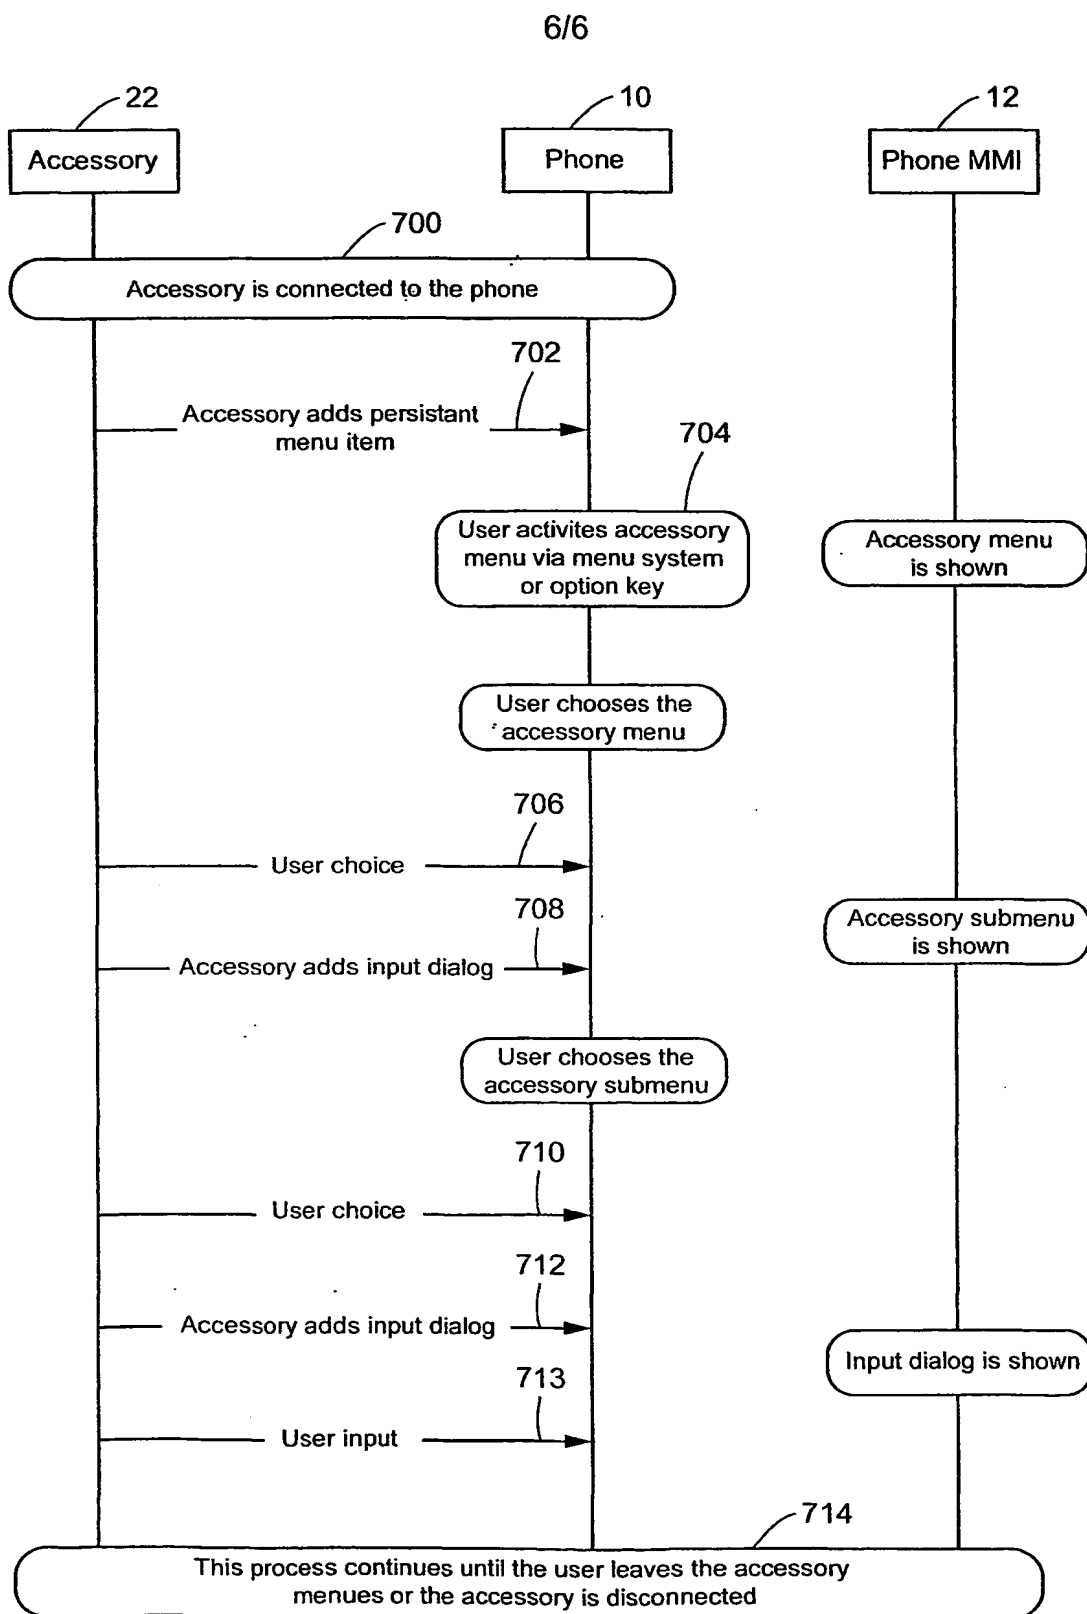 6/6
22
10
12
Accessory
Phone
Phone MMI
700
Accessory is connected to the phone
702
Accessory adds persistant
menu item
704
User activites accessory
menu via menu system
or option key
Accessory menu
is shown
User chooses the
accessory menu
706
User choice
708
Accessory adds input dialog
Accessory submenu
is shown
User chooses the
accessory submenu
710
User choice
712
Accessory adds input dialog
Input dialog is shown
713
User input
714
This process continues until the user leaves the accessory
menues or the accessory is disconnected